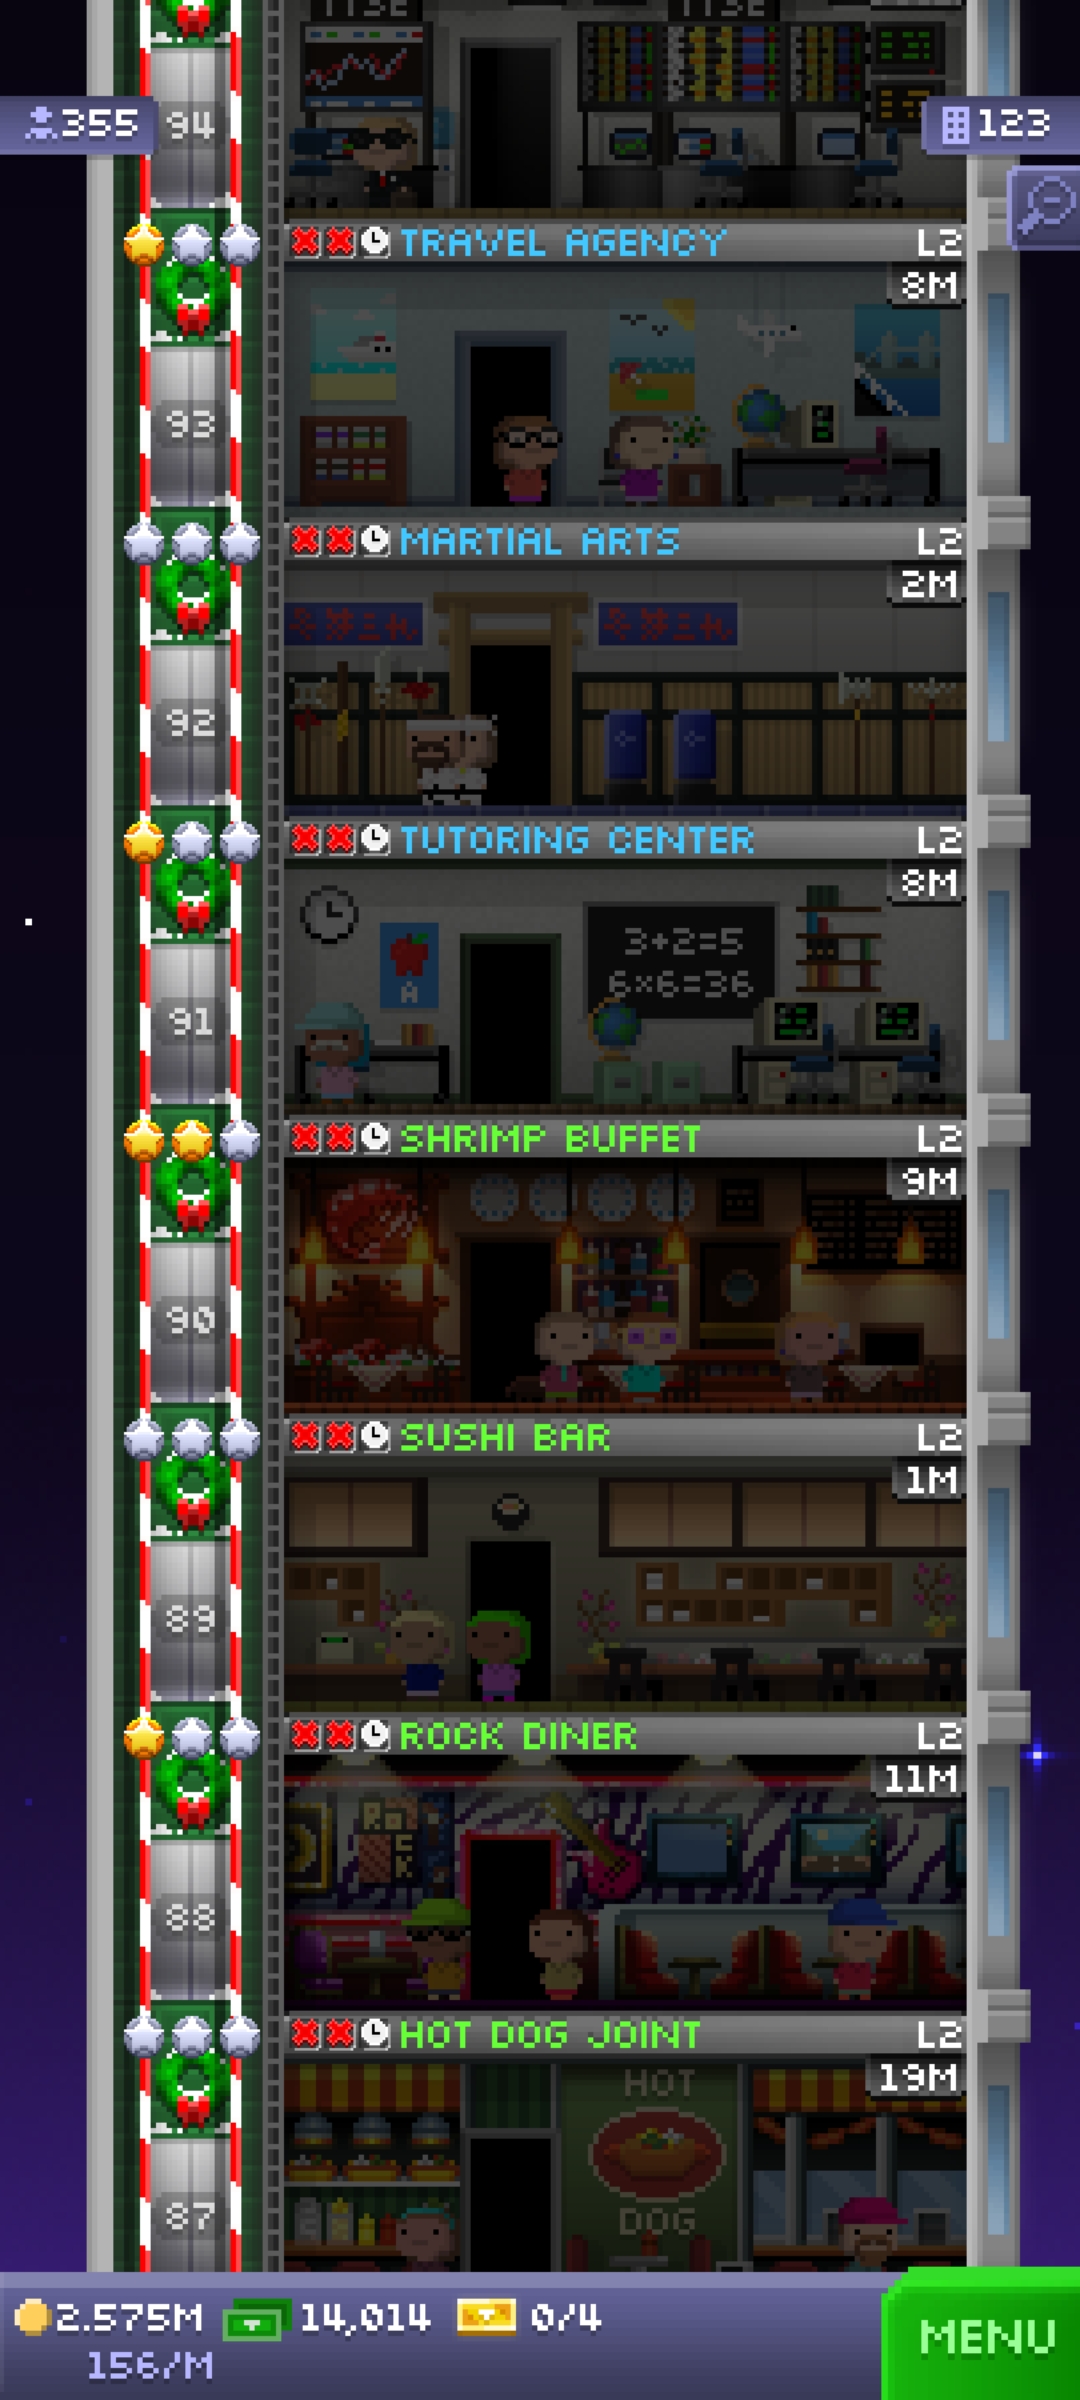 94
355
123
TRAVEL AGENCY L2
8M
93
MARTIAL ARTS L2
2M
92
TUTORING CENTER L2
8M
3+2=5
6×6=36
A
91
SHRIMP BUFFET L2
9M
90
SUSHI BAR L2
1M
89
ROCK DINER L2
11M
ROCK
88
HOT DOG JOINT L2
19M
HOT
DOG
87
2.575M 14,014 0/4
156/M
MENU